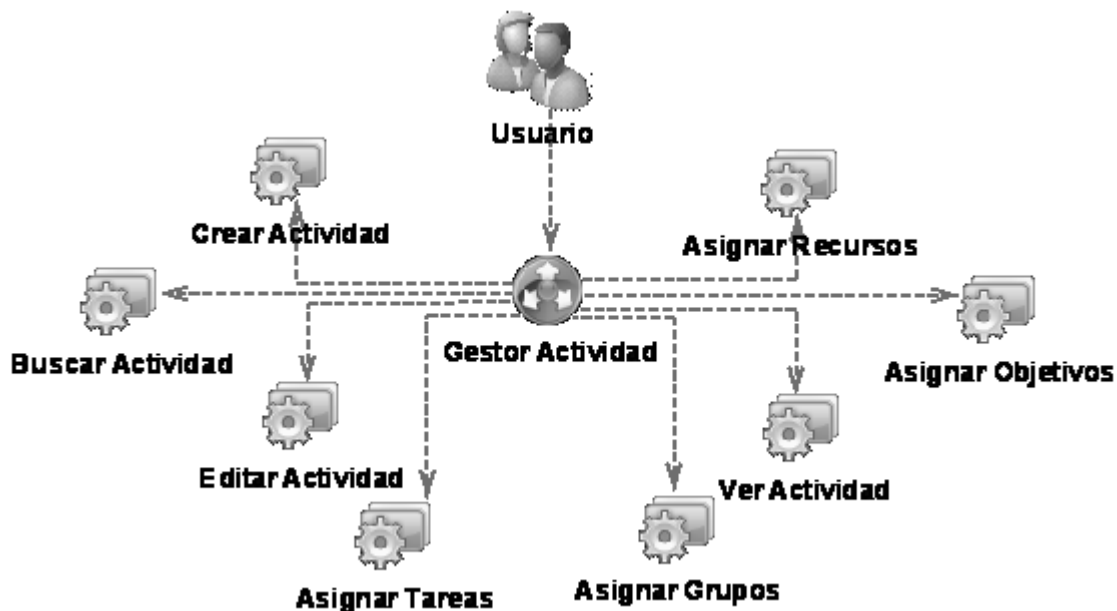 Usuario
Crear Actividad
Asignar Recursos
Buscar Actividad
Gestor Actividad
Asignar Objetivos
Editar Actividad
Ver Actividad
Asignar Tareas
Asignar Grupos